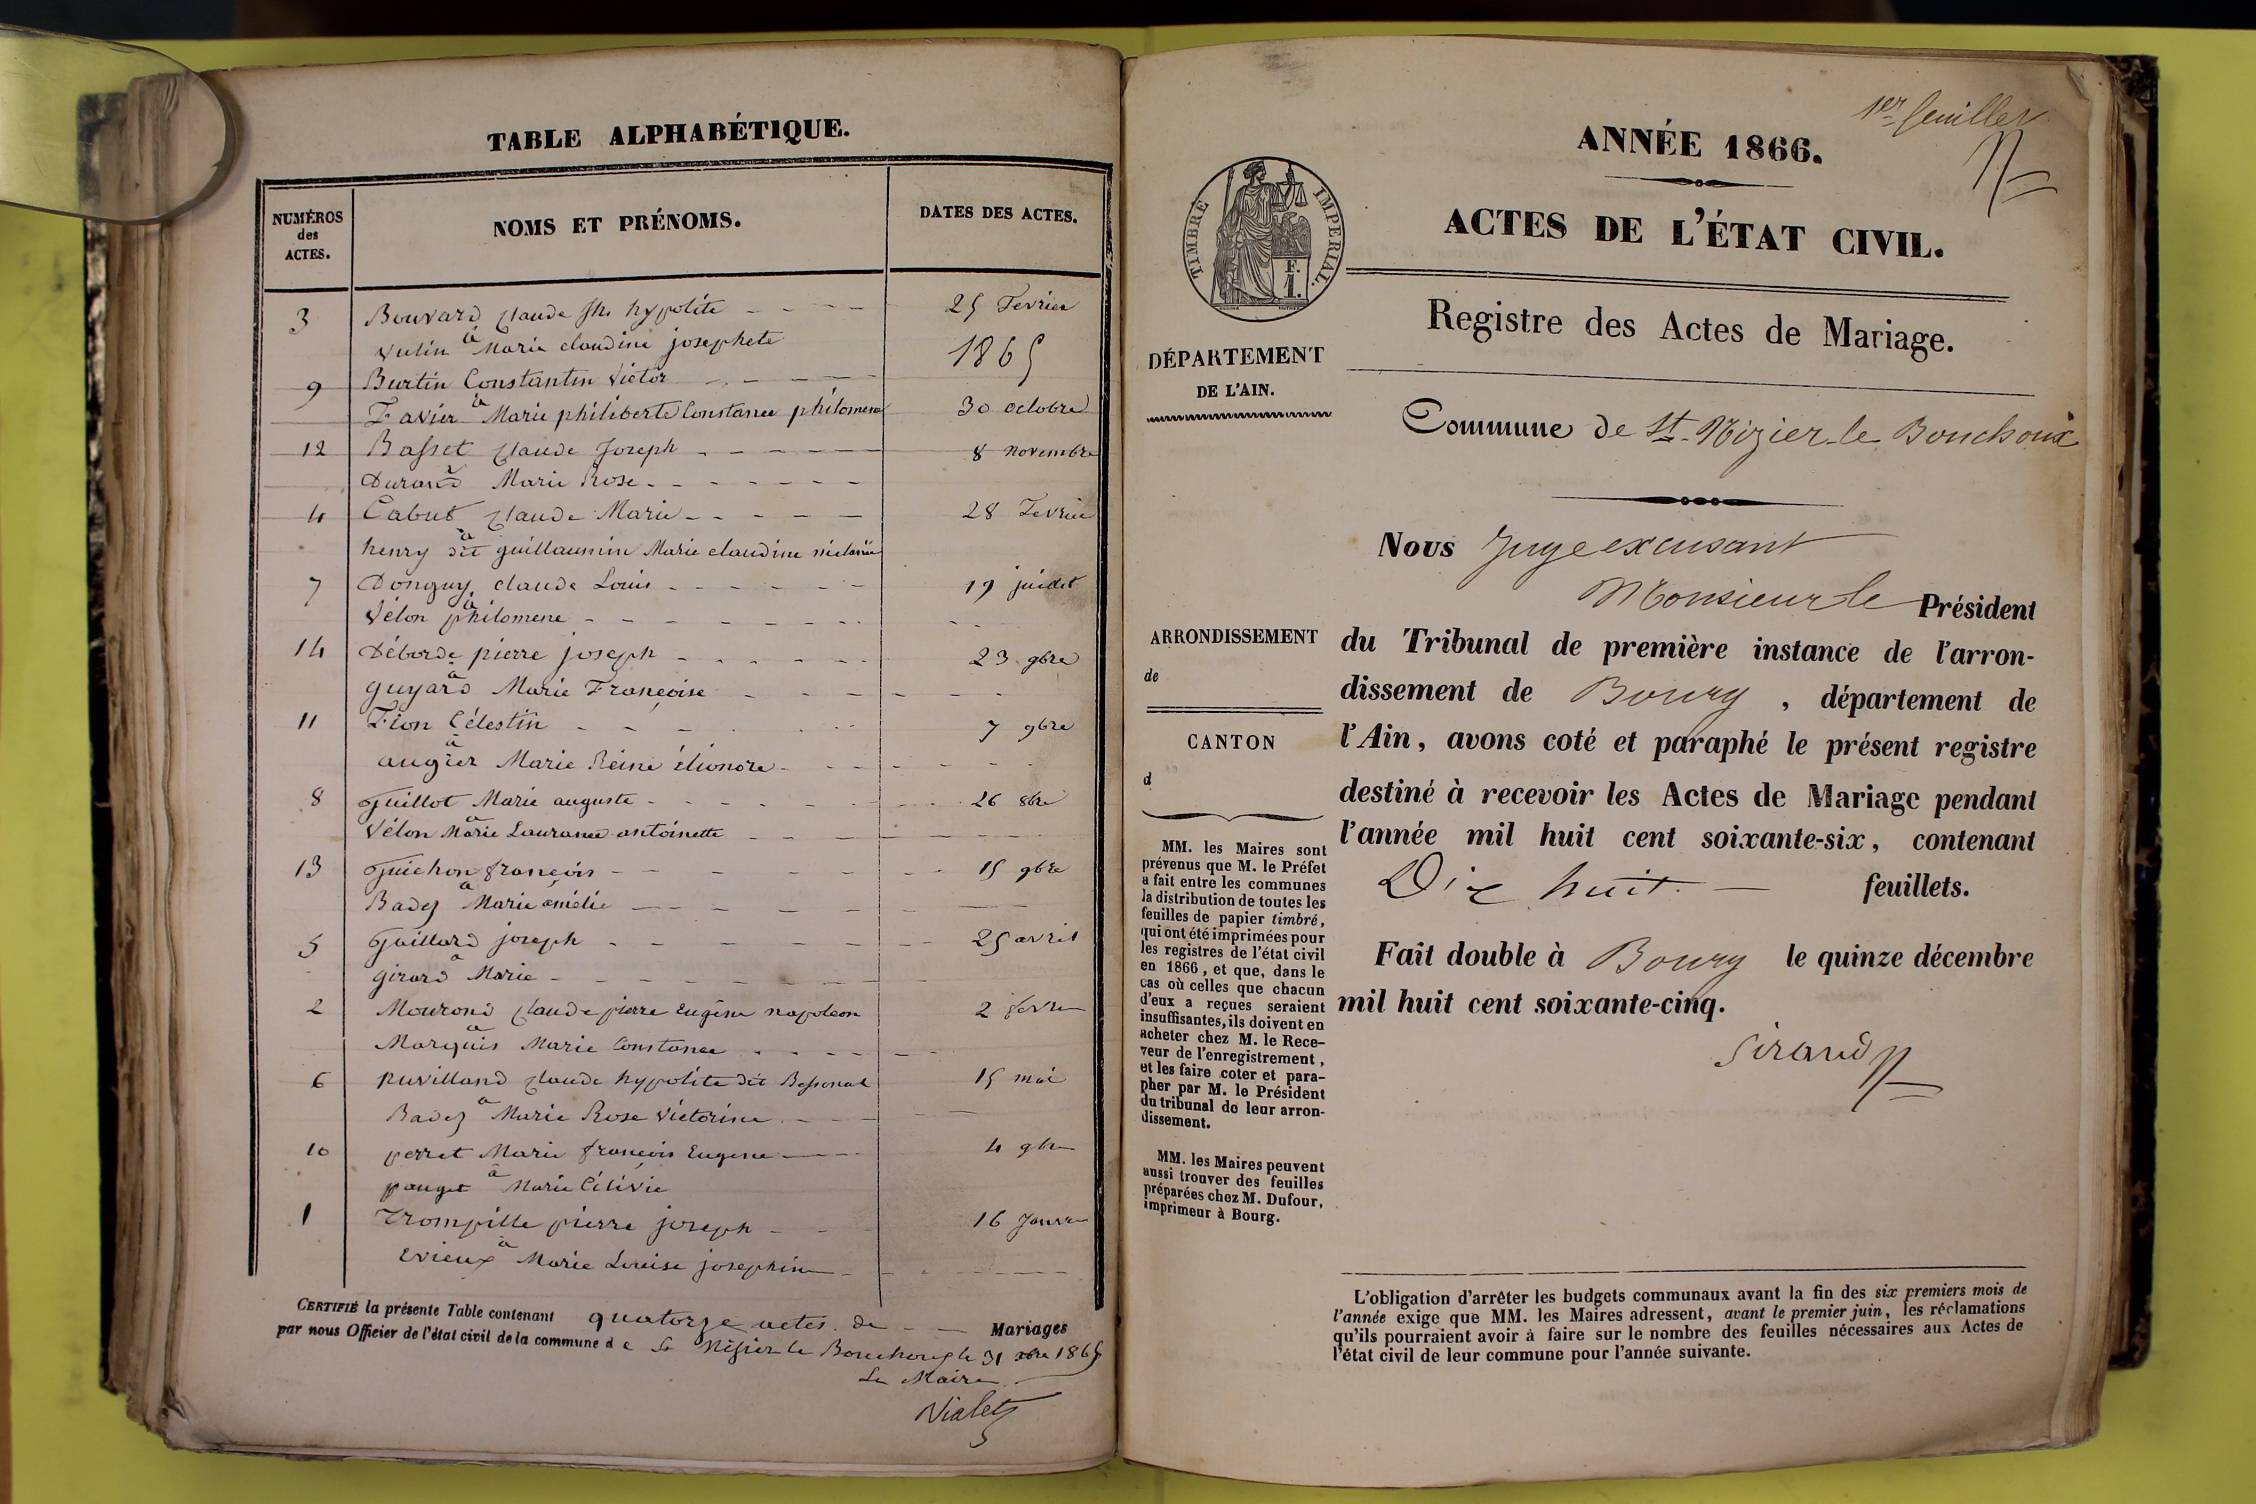 TABLE ALPHABÉTIQUE.
NUMÉROS des ACTES.
NOMS ET PRÉNOMS.
DATES DES ACTES.
3 Bouvard Claude Jh hypolite 25 Fevrier
à
Vulin Marie claudine josephete 1865
9 Burtin Constantin Victor
à
Favier Marie philiberte Constance philomene 30 octobre
12 Basset Claude Joseph 8 novembre
à
Durand Marie Rose
4 Cabut Claude Marie 28 Fevrier
à
henry dit guillaumin Marie claudine melanie
7 Donguy claude Louis 19 juillet
à
Vélon philomene
14 Déborde pierre joseph 23 9bre
à
guyard Marie Françoise
11 Fion Célestin 7 9bre
à
augier Marie Reine élionore
8 Guillot Marie auguste 26 8bre
à
Vélon Marie Laurance antoinette
13 Guichon françois 15 9bre
à
Badez Marie amélie
5 Gaillard joseph 25 avril
à
girard Marie
2 Mourond Claude pierre Eugéne napoleon 2 fevre
à
Marquis Marie Constance
6 puvilland Claude hypolite dit Bessonat 15 mai
à
Badez Marie Rose Victorine
10 perret Marie françois Eugene 4 9bre
à
pauget Marie Célivie
1 Trompille pierre joseph 16 Janvr
à
Evieux Marie Louise josephine
CERTIFIÉ la présente Table contenant quatorze actes de Mariages
par nous Officier de l'état civil de la commune de St Nizier le Bouchoux le 31 xbre 1865
Le Maire
Vialet
1er feuillet
ANNÉE 1866.
TIMBRE IMPERIAL.
F.
1.
ACTES DE L'ÉTAT CIVIL.
Registre des Actes de Mariage.
DÉPARTEMENT
DE L'AIN.
Commune de St-Nizier-le-Bouchoux
Nous Juge excusant
Monsieur le Président
du Tribunal de première instance de l'arron-
dissement de Bourg, département de
l'Ain, avons coté et paraphé le présent registre
destiné à recevoir les Actes de Mariage pendant
l'année mil huit cent soixante-six, contenant
Dix huit. feuillets.
Fait double à Bourg le quinze décembre
mil huit cent soixante-cinq.
Sirand
ARRONDISSEMENT
de
CANTON
d
MM. les Maires sont
prévenus que M. le Préfet
a fait entre les communes
la distribution de toutes les
feuilles de papier timbré,
qui ont été imprimées pour
les registres de l'état civil
en 1866, et que, dans le
cas où celles que chacun
d'eux a reçues seraient
insuffisantes, ils doivent en
acheter chez M. le Rece-
veur de l'enregistrement,
et les faire coter et para-
pher par M. le Président
du tribunal de leur arron-
dissement.
MM. les Maires peuvent
aussi trouver des feuilles
préparées chez M. Dufour,
imprimeur à Bourg.
L'obligation d'arrêter les budgets communaux avant la fin des six premiers mois de
l'année exige que MM. les Maires adressent, avant le premier juin, les réclamations
qu'ils pourraient avoir à faire sur le nombre des feuilles nécessaires aux Actes de
l'état civil de leur commune pour l'année suivante.